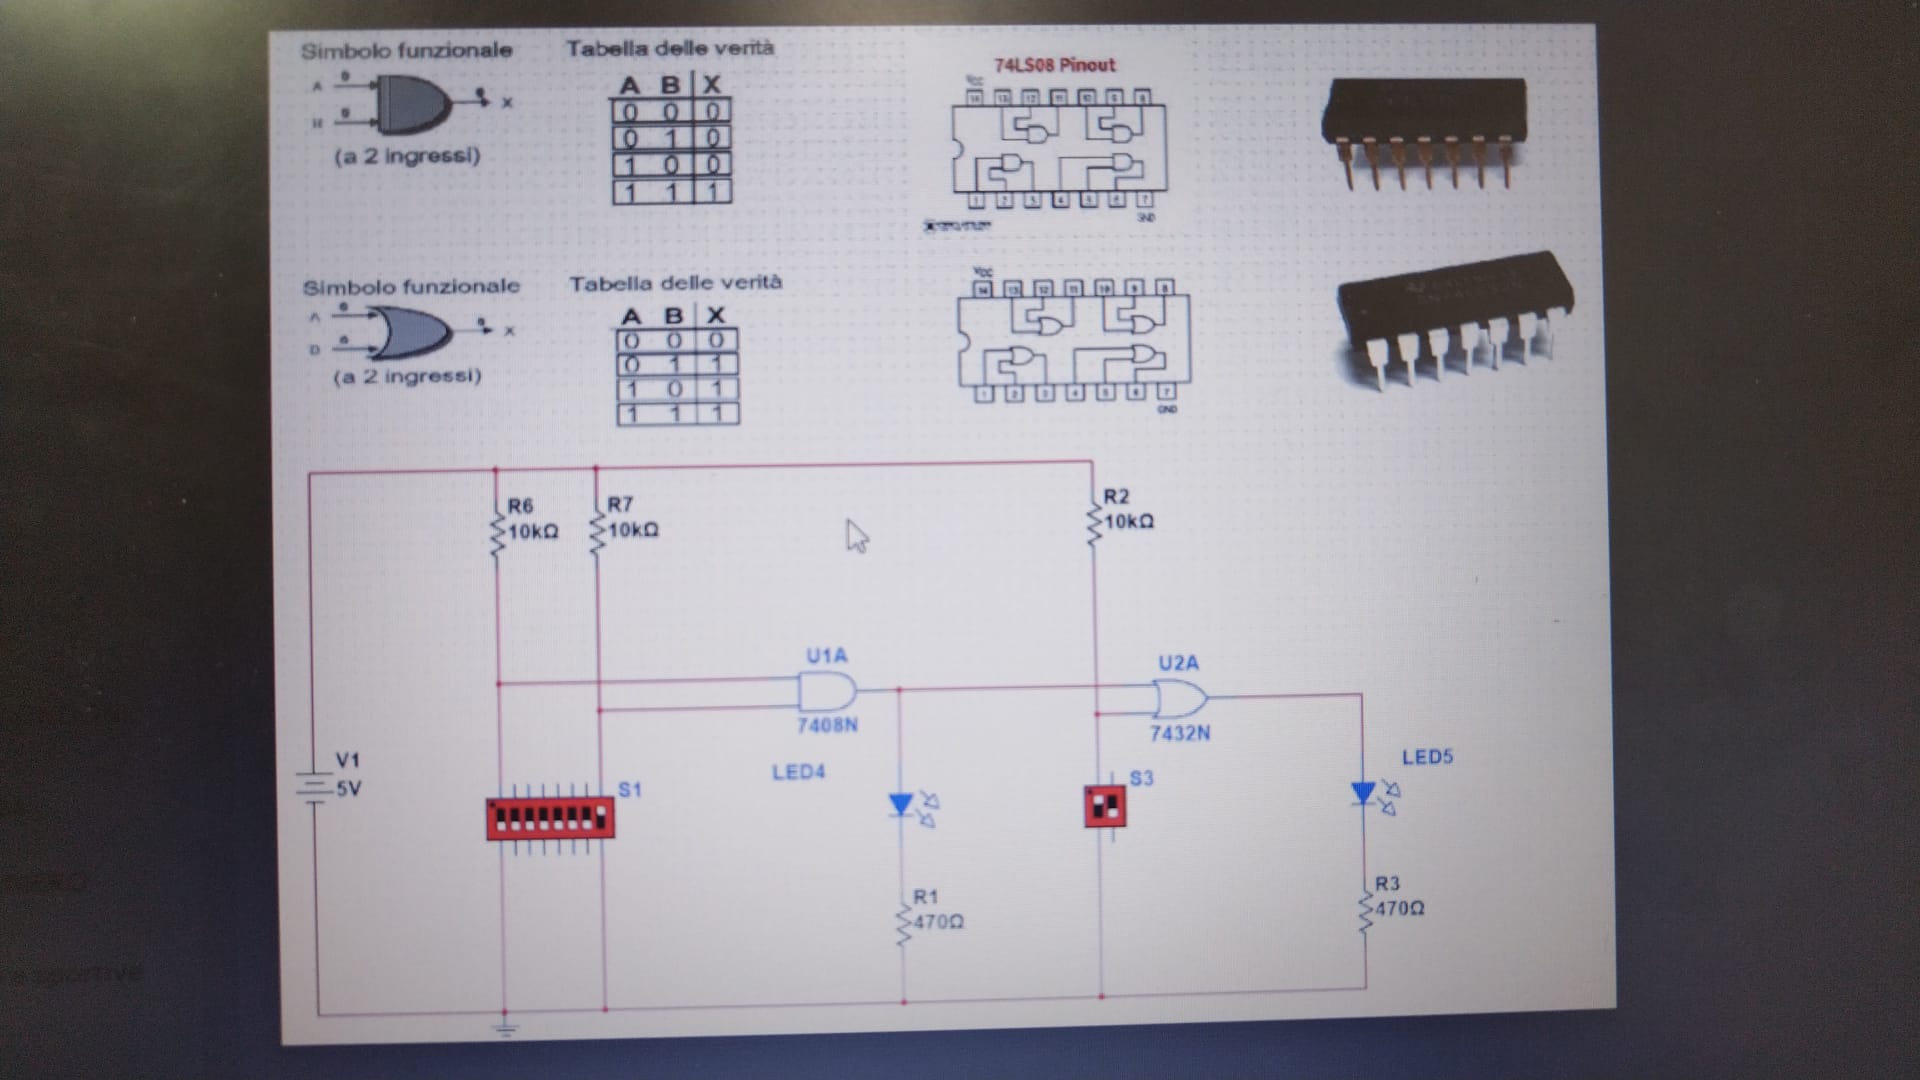 Simbolo funzionale
Tabella delle verità
A B X
0 0 0
0 1 0
1 0 0
1 1 1
A
X
(a 2 ingressi)
74LS08 Pinout
Vcc
14 13 12 11 10 9 8
1 2 3 4 5 6 7
GND
Simbolo funzionale
Tabella delle verità
A B X
0 0 0
0 1 1
1 0 1
1 1 1
A
X
(a 2 ingressi)
Vcc
14 13 12 11 10 9 8
1 2 3 4 5 6 7
GND
R6
10kΩ
R7
10kΩ
R2
10kΩ
U1A
7408N
U2A
7432N
V1
5V
S1
LED4
S3
LED5
R1
470Ω
R3
470Ω